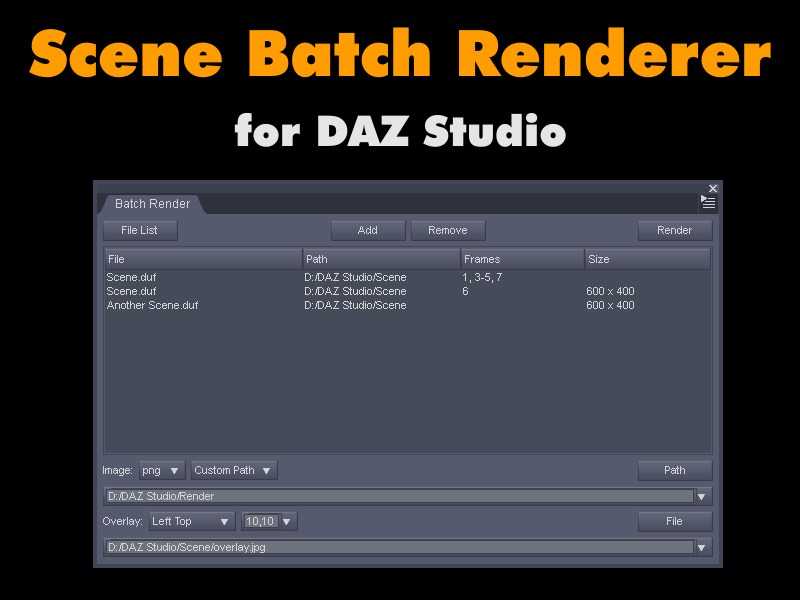 Scene Batch Renderer
for DAZ Studio
Batch Render
File List Add Remove Render
File Path Frames Size
Scene.duf D:/DAZ Studio/Scene 1, 3-5, 7
Scene.duf D:/DAZ Studio/Scene 6 600 x 400
Another Scene.duf D:/DAZ Studio/Scene 600 x 400
Image: png Custom Path Path
D:/DAZ Studio/Render
Overlay: Left Top 10,10 File
D:/DAZ Studio/Scene/overlay.jpg